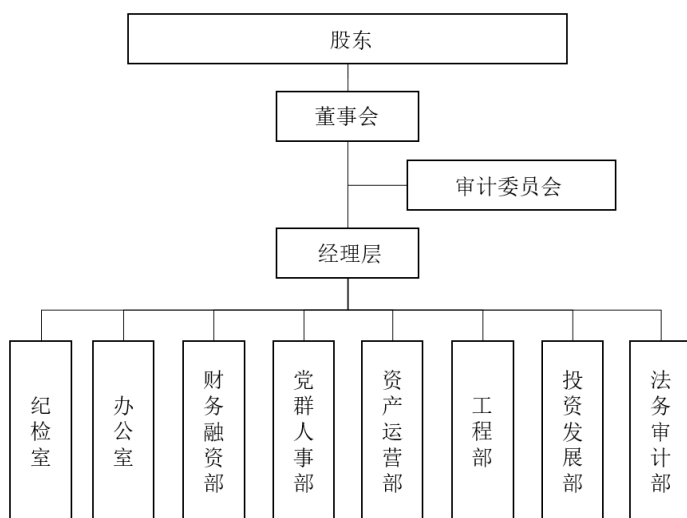 股东
董事会
审计委员会
经理层
纪检室
办公室
财务融资部
党群人事部
资产运营部
工程部
投资发展部
法务审计部